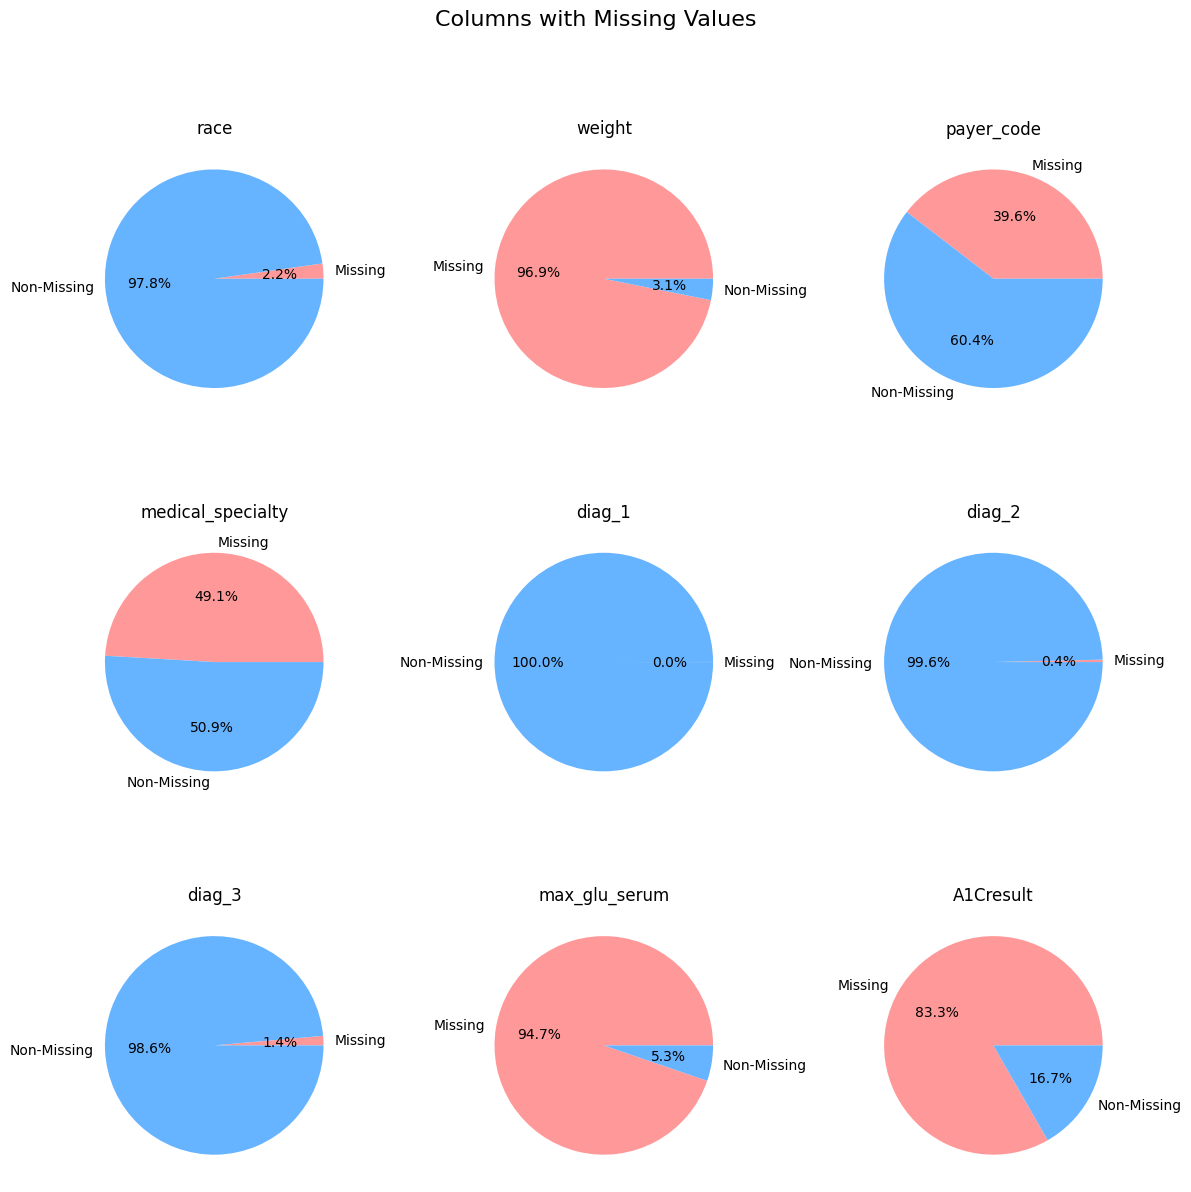 Columns with Missing Values
race
Non-Missing
97.8%
2.2%
Missing
weight
Missing
96.9%
3.1%
Non-Missing
payer_code
Missing
39.6%
60.4%
Non-Missing
medical_specialty
Missing
49.1%
50.9%
Non-Missing
diag_1
Non-Missing
100.0%
0.0%
Missing
diag_2
Non-Missing
99.6%
0.4%
Missing
diag_3
Non-Missing
98.6%
1.4%
Missing
max_glu_serum
Missing
94.7%
5.3%
Non-Missing
A1Cresult
Missing
83.3%
16.7%
Non-Missing